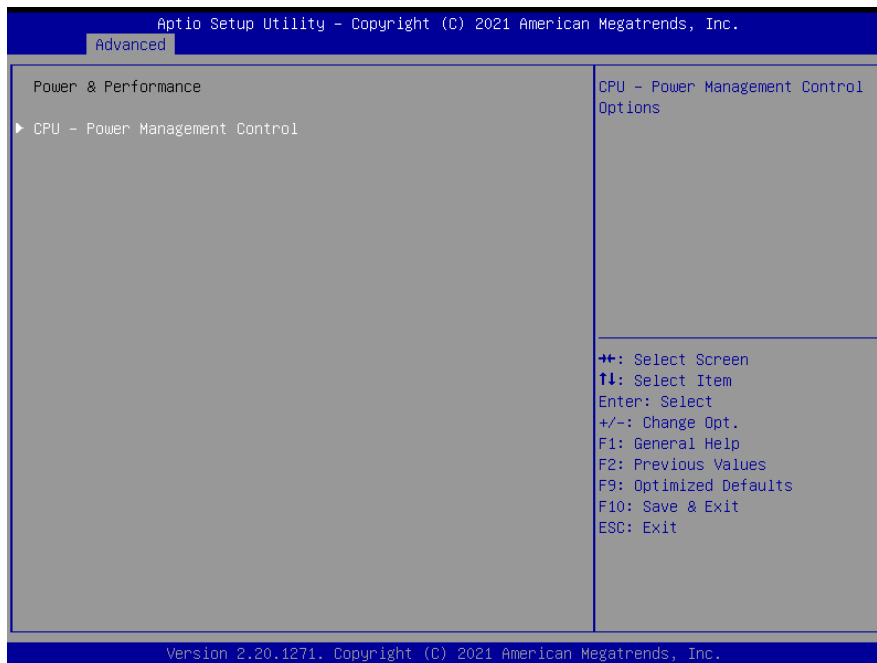 Aptio Setup Utility – Copyright (C) 2021 American Megatrends, Inc.
Advanced
Power & Performance
CPU – Power Management Control
CPU – Power Management Control
Options
→←: Select Screen
↑↓: Select Item
Enter: Select
+/-: Change Opt.
F1: General Help
F2: Previous Values
F9: Optimized Defaults
F10: Save & Exit
ESC: Exit
Version 2.20.1271. Copyright (C) 2021 American Megatrends, Inc.